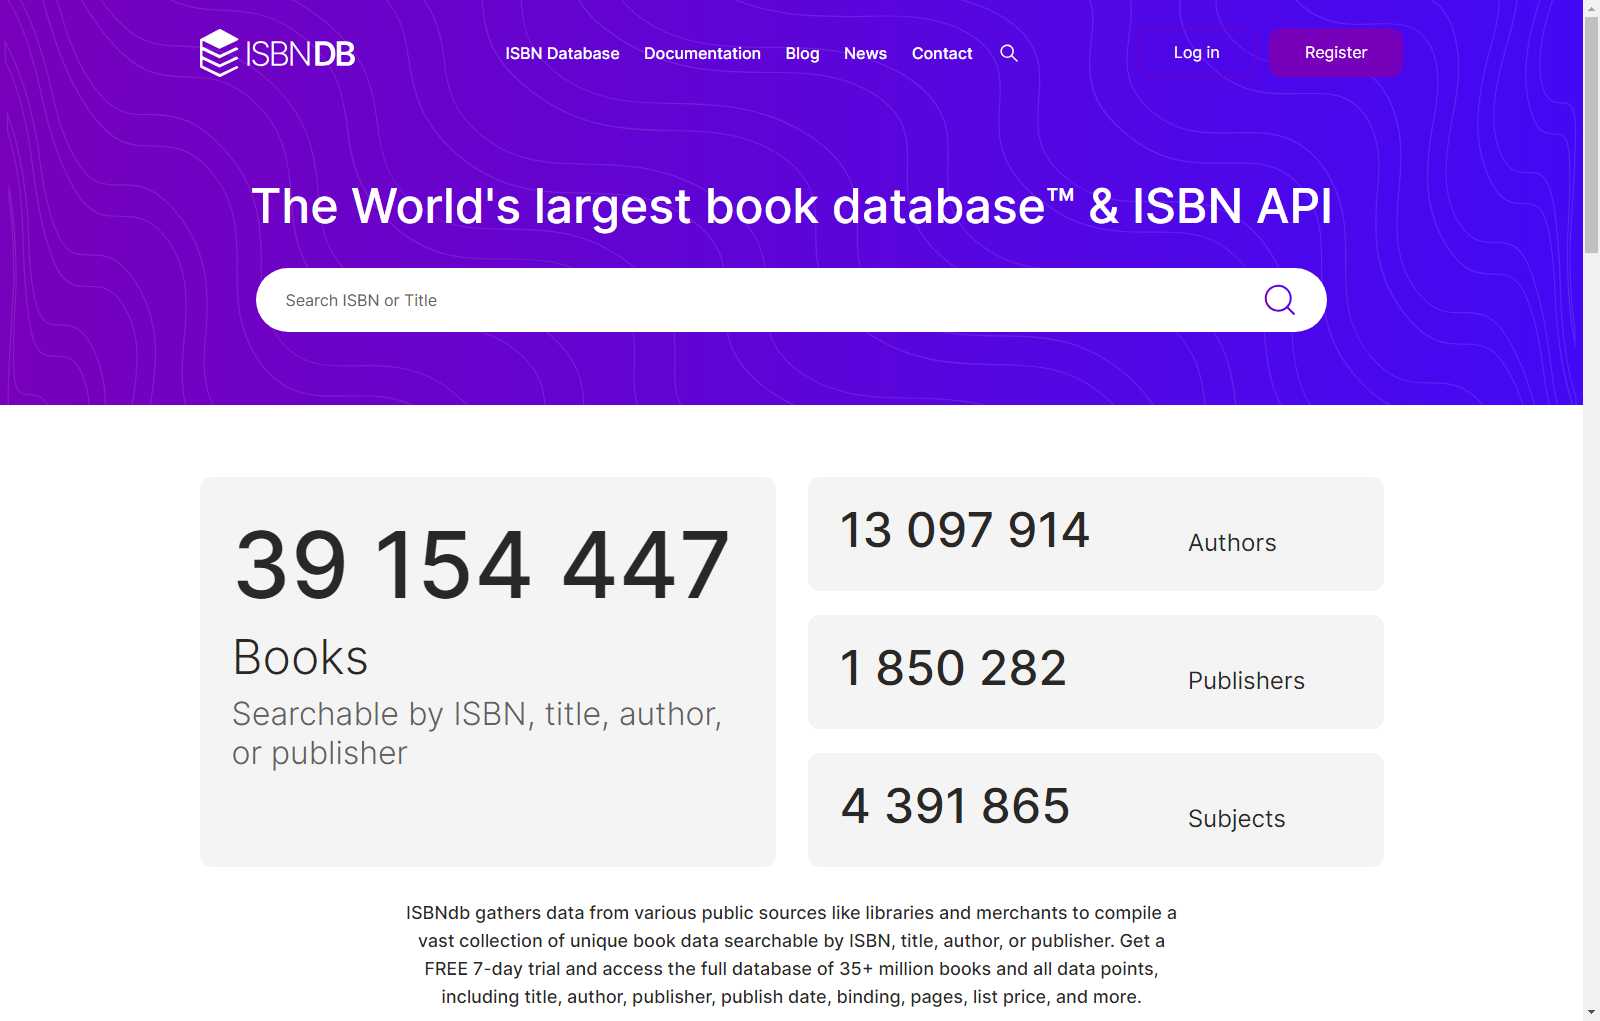 ISBNDB
ISBN Database Documentation Blog News Contact
Log in
Register
The World's largest book database™ & ISBN API
Search ISBN or Title
39 154 447
Books
Searchable by ISBN, title, author,
or publisher
13 097 914 Authors
1 850 282 Publishers
4 391 865 Subjects
ISBNdb gathers data from various public sources like libraries and merchants to compile a
vast collection of unique book data searchable by ISBN, title, author, or publisher. Get a
FREE 7-day trial and access the full database of 35+ million books and all data points,
including title, author, publisher, publish date, binding, pages, list price, and more.